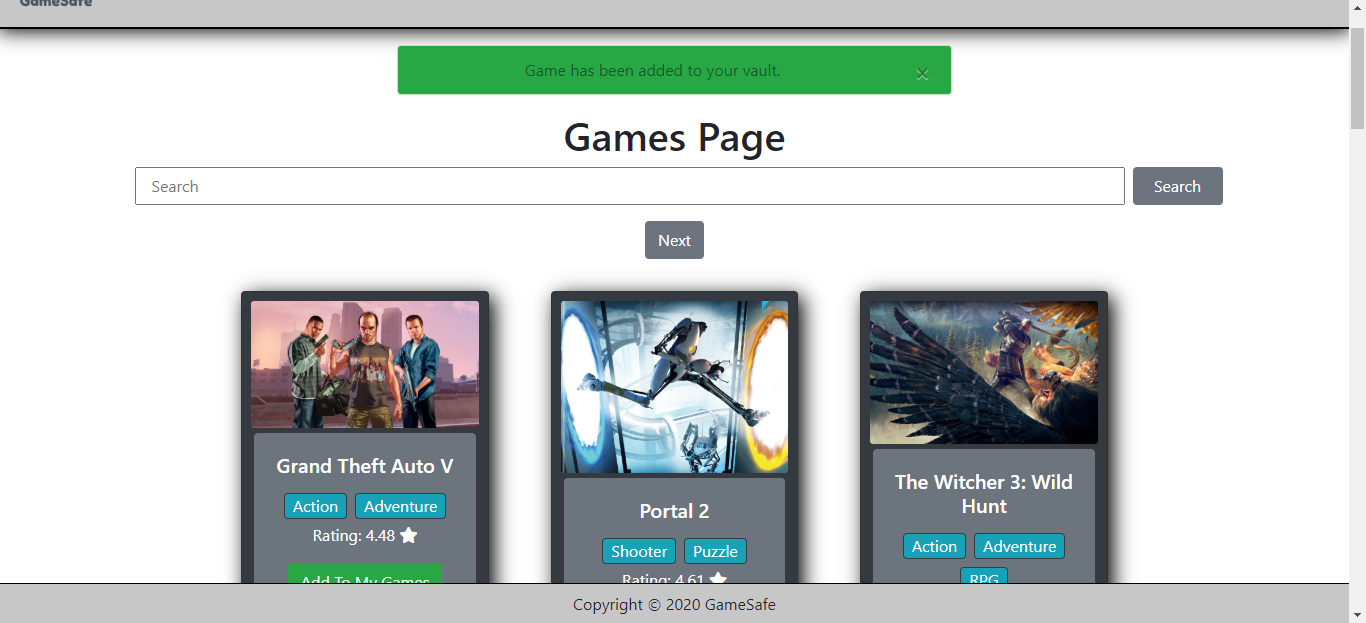 GameSafe
Game has been added to your vault.
×
Games Page
Search
Search
Next
Grand Theft Auto V
Action Adventure
Rating: 4.48
Add To My Games
Portal 2
Shooter Puzzle
Rating: 4.61
The Witcher 3: Wild
Hunt
Action Adventure
RPG
Copyright © 2020 GameSafe